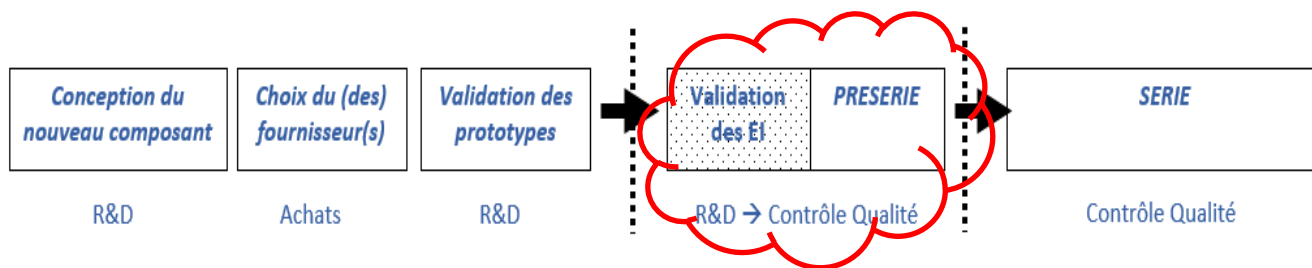 Conception du
nouveau composant
Choix du (des)
fournisseur(s)
Validation des
prototypes
Validation
des EI
PRESERIE
SERIE
R&D
Achats
R&D
R&D → Contrôle Qualité
Contrôle Qualité